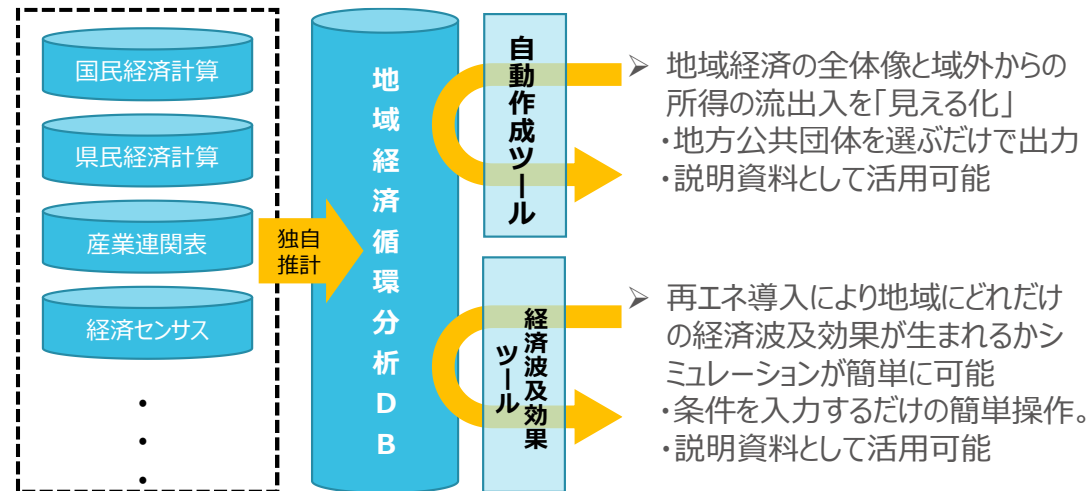 国民経済計算
県民経済計算
産業連関表
経済センサス
・
・
・
独自
推計
地域経済循環分析DB
自動作成ツール
➢ 地域経済の全体像と域外からの
所得の流出入を「見える化」
・地方公共団体を選ぶだけで出力
・説明資料として活用可能
経済波及効果
ツール
➢ 再エネ導入により地域にどれだけ
の経済波及効果が生まれるかシ
ミュレーションが簡単に可能
・条件を入力するだけの簡単操作。
・説明資料として活用可能